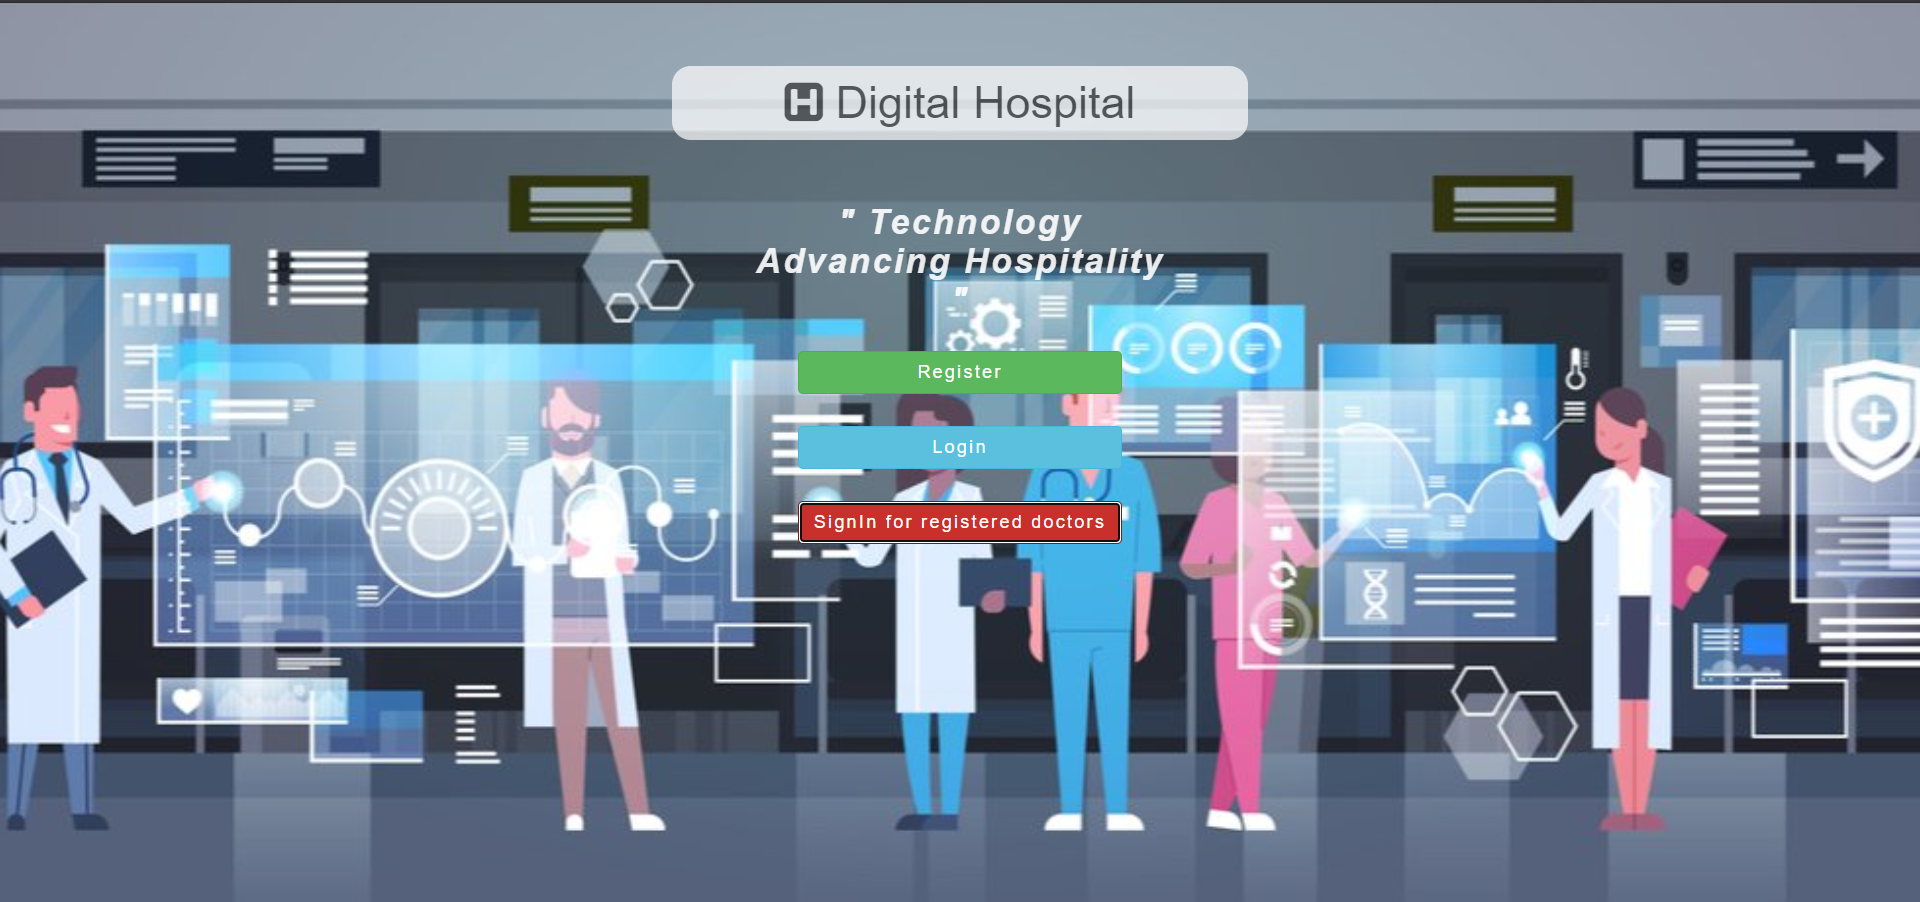 H Digital Hospital
" Technology
Advancing Hospitality
"
Register
Login
SignIn for registered doctors